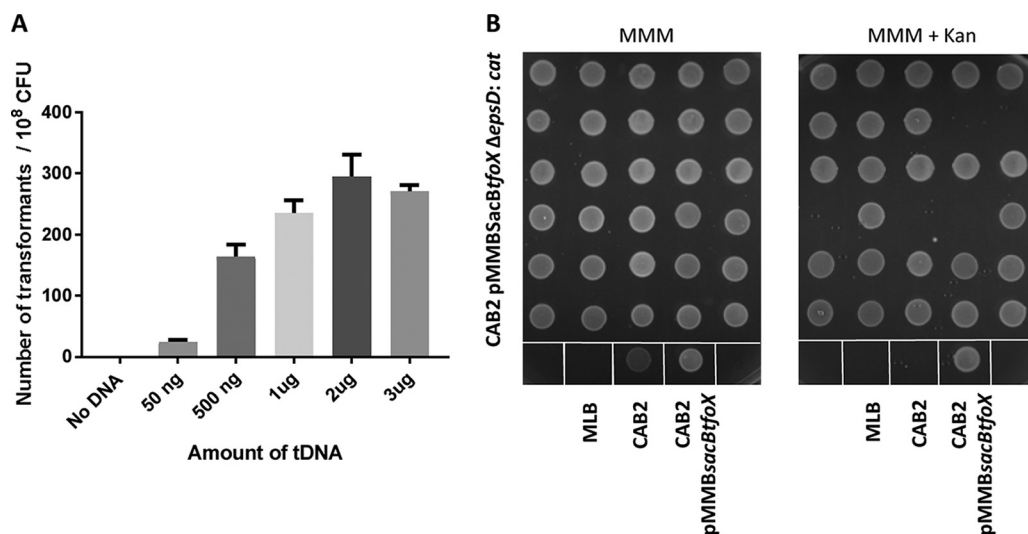 A
Number of transformants / 10⁸ CFU
400
300
200
100
0
No DNA
50 ng
500 ng
1ug
2ug
3ug
Amount of tDNA
B
MMM
MMM + Kan
CAB2 pMMBSacBtfoX ΔepsD: cat
MLB
CAB2
CAB2
pMMBsacBtfoX
MLB
CAB2
CAB2
pMMBsacBtfoX